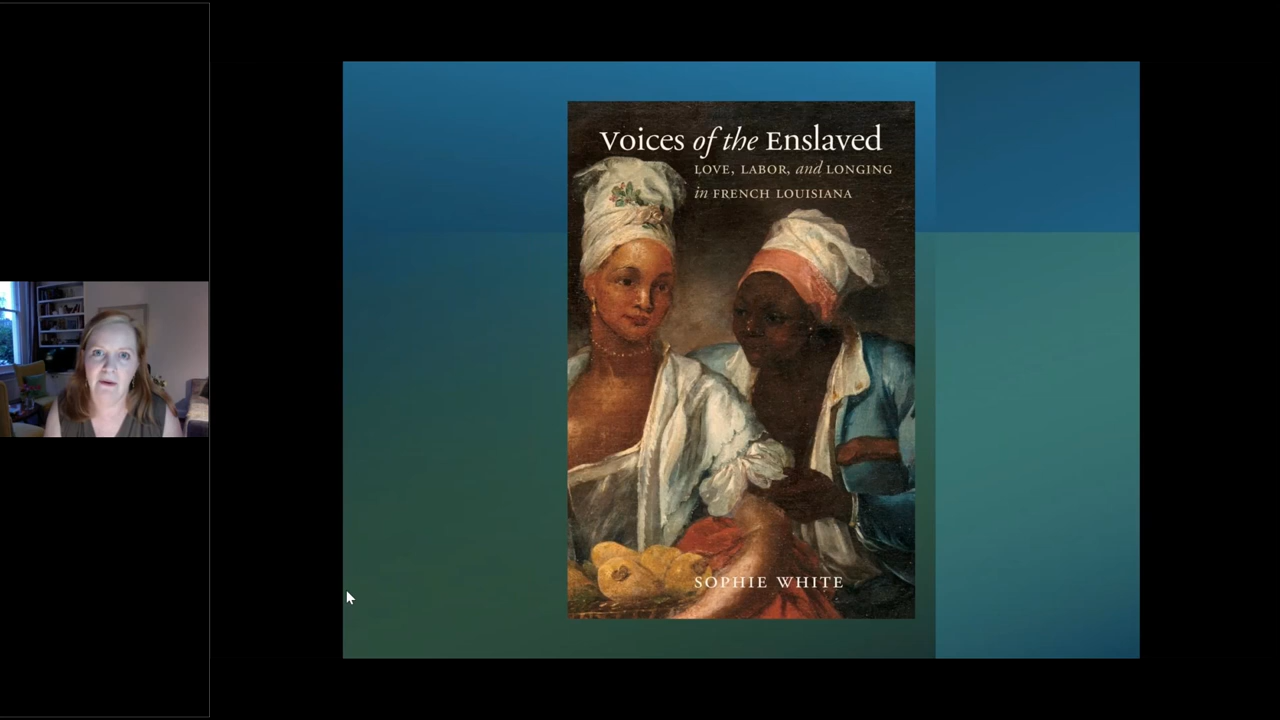 Voices of the Enslaved
LOVE, LABOR, and LONGING
in FRENCH LOUISIANA
SOPHIE WHITE